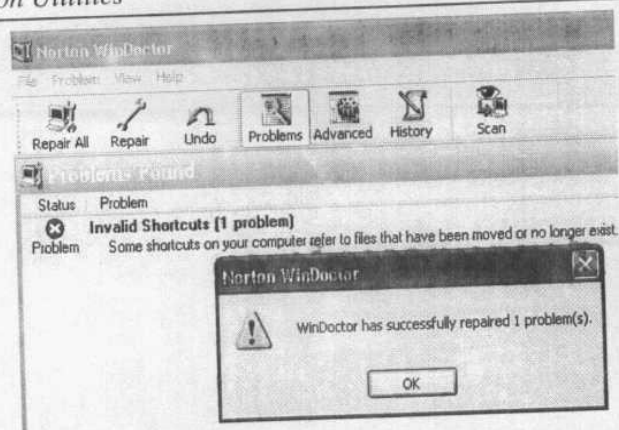 Utilities
Norton WinDoctor
File Problem View Help
Repair All Repair Undo Problems Advanced History Scan
Problems Found
Status Problem
Invalid Shortcuts (1 problem)
Problem Some shortcuts on your computer refer to files that have been moved or no longer exist.
Norton WinDoctor
WinDoctor has successfully repaired 1 problem(s).
OK